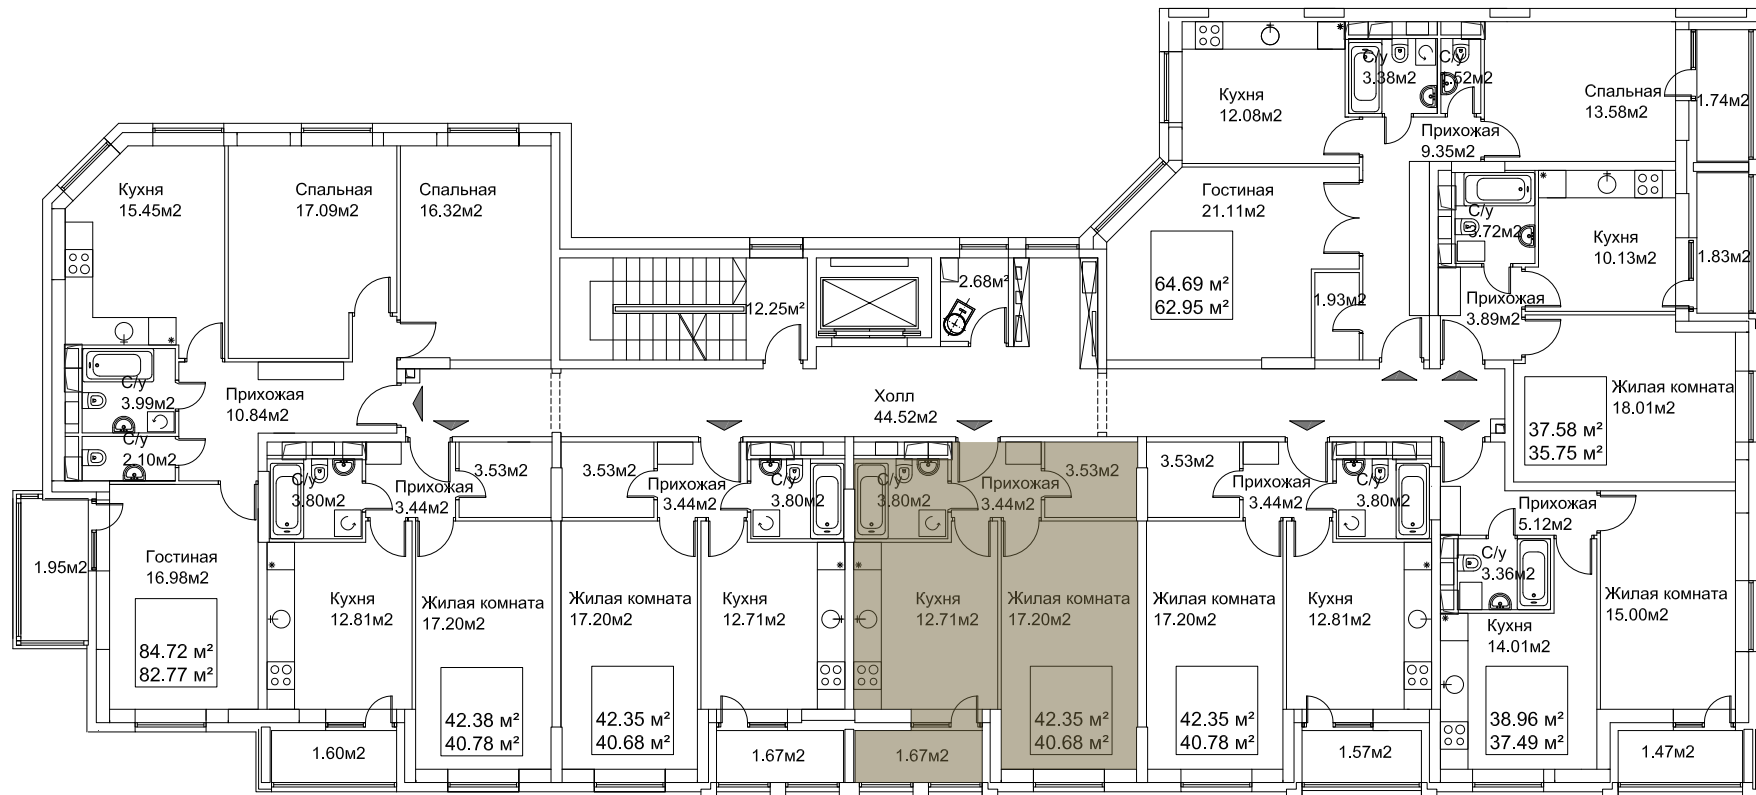 С/у
3.38м2
С/у
1.52м2
Кухня
12.08м2
Спальная
13.58м2
1.74м2
Прихожая
9.35м2
Кухня
15.45м2
Спальная
17.09м2
Спальная
16.32м2
Гостиная
21.11м2
С/у
3.72м2
Кухня
10.13м2
1.83м2
64.69 м²
62.95 м²
1.93м2
2.68м²
12.25м²
Прихожая
3.89м2
С/у
3.99м2
Прихожая
10.84м2
Холл
44.52м2
Жилая комната
18.01м2
37.58 м²
35.75 м²
С/у
2.10м2
С/у
3.80м2
Прихожая
3.44м2
3.53м2
3.53м2
Прихожая
3.44м2
С/у
3.80м2
С/у
3.80м2
Прихожая
3.44м2
3.53м2
3.53м2
Прихожая
3.44м2
С/у
3.80м2
Прихожая
5.12м2
1.95м2
Гостиная
16.98м2
С/у
3.36м2
Кухня
12.81м2
Жилая комната
17.20м2
Жилая комната
17.20м2
Кухня
12.71м2
Кухня
12.71м2
Жилая комната
17.20м2
Жилая комната
17.20м2
Кухня
12.81м2
Кухня
14.01м2
Жилая комната
15.00м2
84.72 м²
82.77 м²
42.38 м²
40.78 м²
42.35 м²
40.68 м²
42.35 м²
40.68 м²
42.35 м²
40.78 м²
38.96 м²
37.49 м²
1.60м2
1.67м2
1.67м2
1.57м2
1.47м2